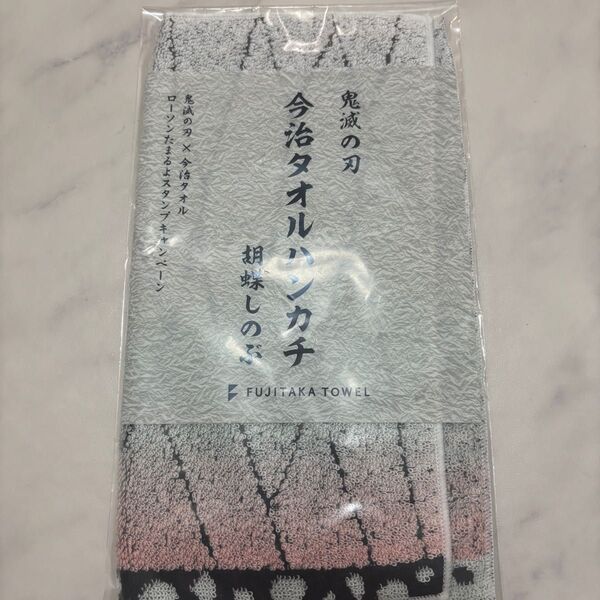 鬼滅の刃
今治タオルハンカチ
胡蝶しのぶ
鬼滅の刃×今治タオル
ローソンたまるよスタンプキャンペーン
FUJITAKA TOWEL